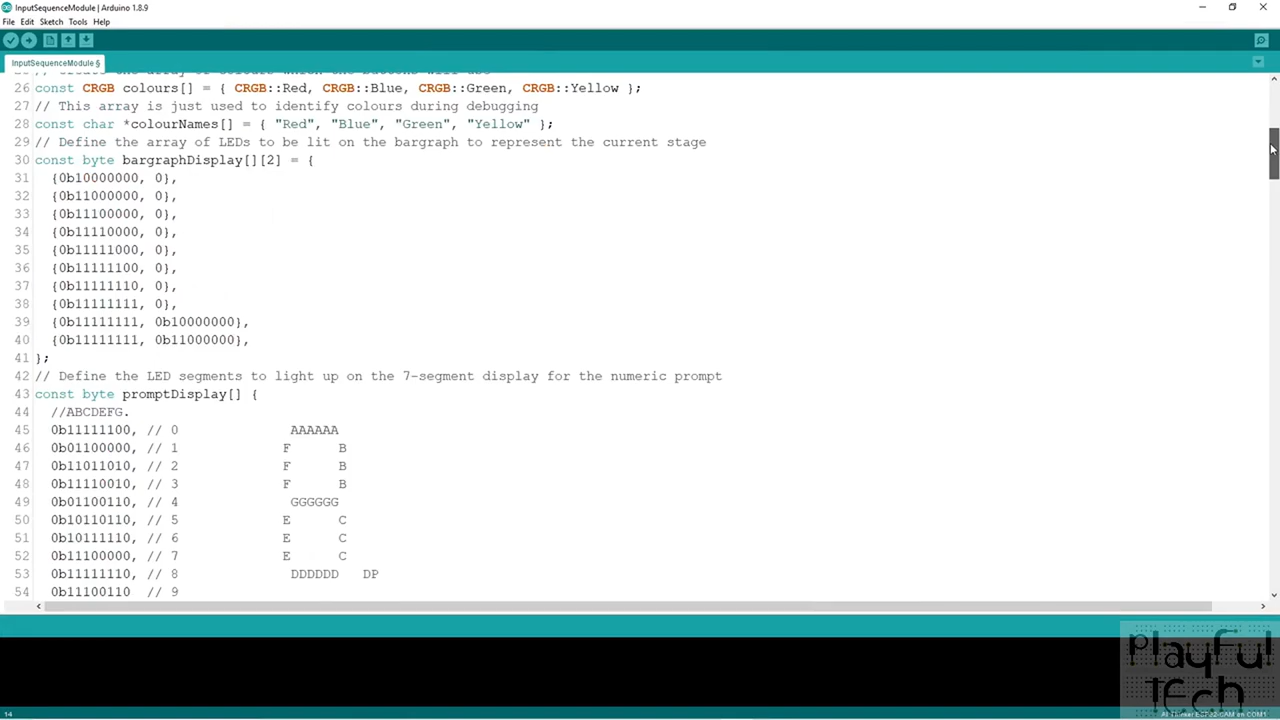 InputSequenceModule | Arduino 1.8.9
File Edit Sketch Tools Help
InputSequenceModule §
26 const CRGB colours[] = { CRGB::Red, CRGB::Blue, CRGB::Green, CRGB::Yellow };
27 // This array is just used to identify colours during debugging
28 const char *colourNames[] = { "Red", "Blue", "Green", "Yellow" };
29 // Define the array of LEDs to be lit on the bargraph to represent the current stage
30 const byte bargraphDisplay[][2] = {
31 {0b10000000, 0},
32 {0b11000000, 0},
33 {0b11100000, 0},
34 {0b11110000, 0},
35 {0b11111000, 0},
36 {0b11111100, 0},
37 {0b11111110, 0},
38 {0b11111111, 0},
39 {0b11111111, 0b10000000},
40 {0b11111111, 0b11000000},
41 };
42 // Define the LED segments to light up on the 7-segment display for the numeric prompt
43 const byte promptDisplay[] {
44 //ABCDEFG.
45 0b11111100, // 0 AAAAAA
46 0b01100000, // 1 F B
47 0b11011010, // 2 F B
48 0b11110010, // 3 F B
49 0b01100110, // 4 GGGGGG
50 0b10110110, // 5 E C
51 0b10111110, // 6 E C
52 0b11100000, // 7 E C
53 0b11111110, // 8 DDDDDD DP
54 0b11100110 // 9
playful
tech
14